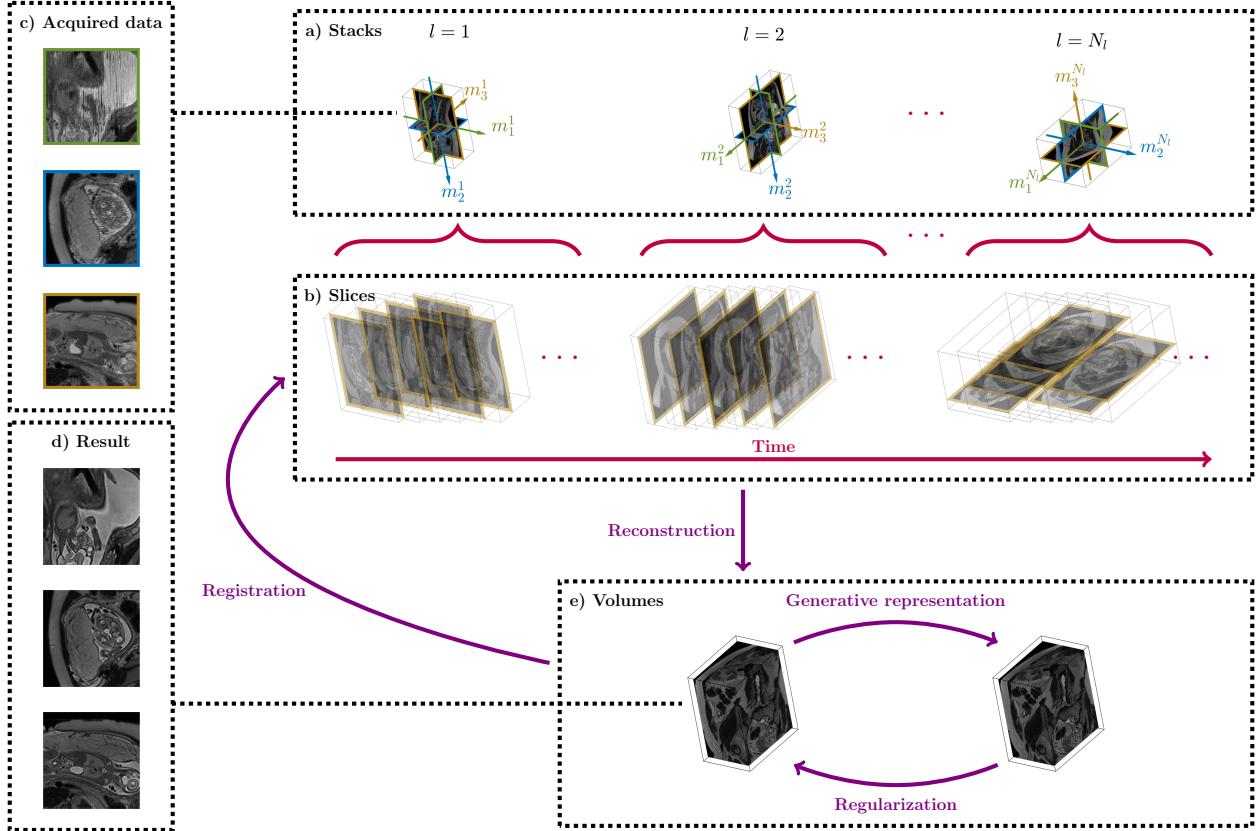 c) Acquired data
a) Stacks
l = 1
l = 2
l = N_l
m_3^1
m_1^1
m_2^1
m_1^2
m_3^2
m_2^2
. . .
m_3^{N_l}
m_2^{N_l}
m_1^{N_l}
. . .
b) Slices
. . .
. . .
. . .
Time
d) Result
Reconstruction
Registration
e) Volumes
Generative representation
Regularization